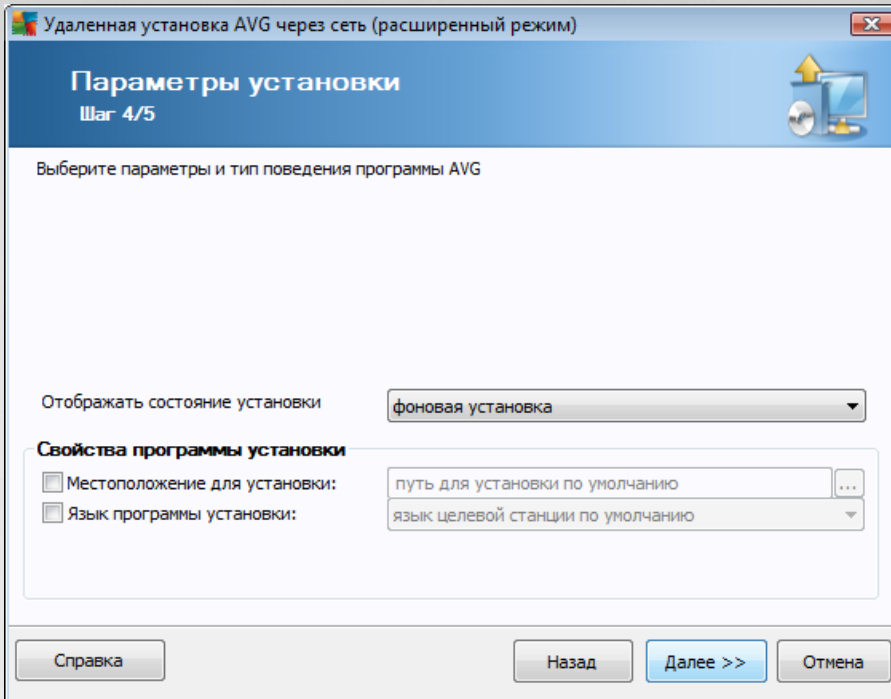 Удаленная установка AVG через сеть (расширенный режим)
Параметры установки
Шаг 4/5
Выберите параметры и тип поведения программы AVG
Отображать состояние установки
фоновая установка
Свойства программы установки
Местоположение для установки:
путь для установки по умолчанию
...
Язык программы установки:
язык целевой станции по умолчанию
Справка
Назад
Далее >>
Отмена